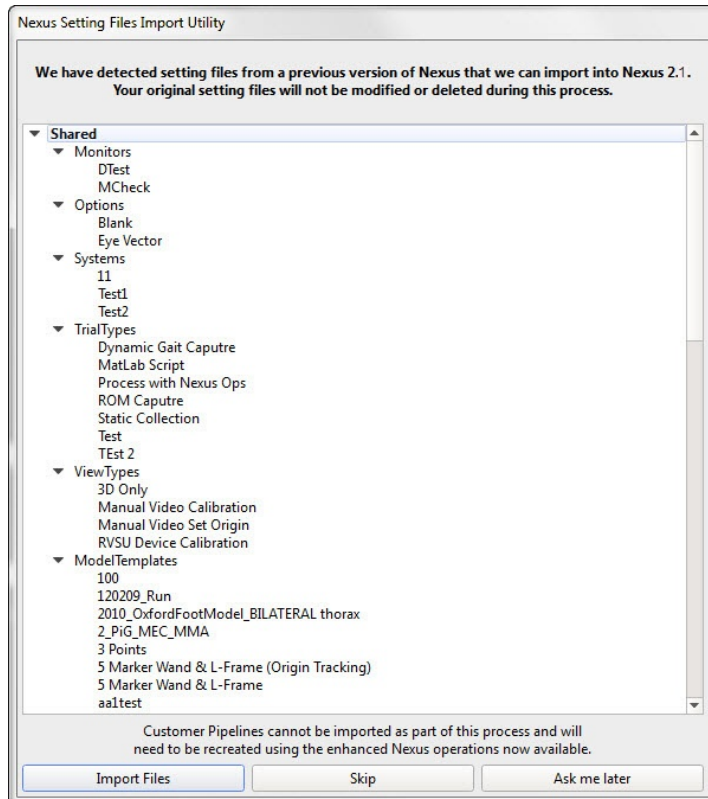 Nexus Setting Files Import Utility
We have detected setting files from a previous version of Nexus that we can import into Nexus 2.1.
Your original setting files will not be modified or deleted during this process.
Shared
Monitors
DTest
MCheck
Options
Blank
Eye Vector
Systems
11
Test1
Test2
TrialTypes
Dynamic Gait Caputre
MatLab Script
Process with Nexus Ops
ROM Caputre
Static Collection
Test
TEst 2
ViewTypes
3D Only
Manual Video Calibration
Manual Video Set Origin
RVSU Device Calibration
ModelTemplates
100
120209_Run
2010_OxfordFootModel_BILATERAL thorax
2_PiG_MEC_MMA
3 Points
5 Marker Wand & L-Frame (Origin Tracking)
5 Marker Wand & L-Frame
aa1test
Customer Pipelines cannot be imported as part of this process and will
need to be recreated using the enhanced Nexus operations now available.
Import Files Skip Ask me later